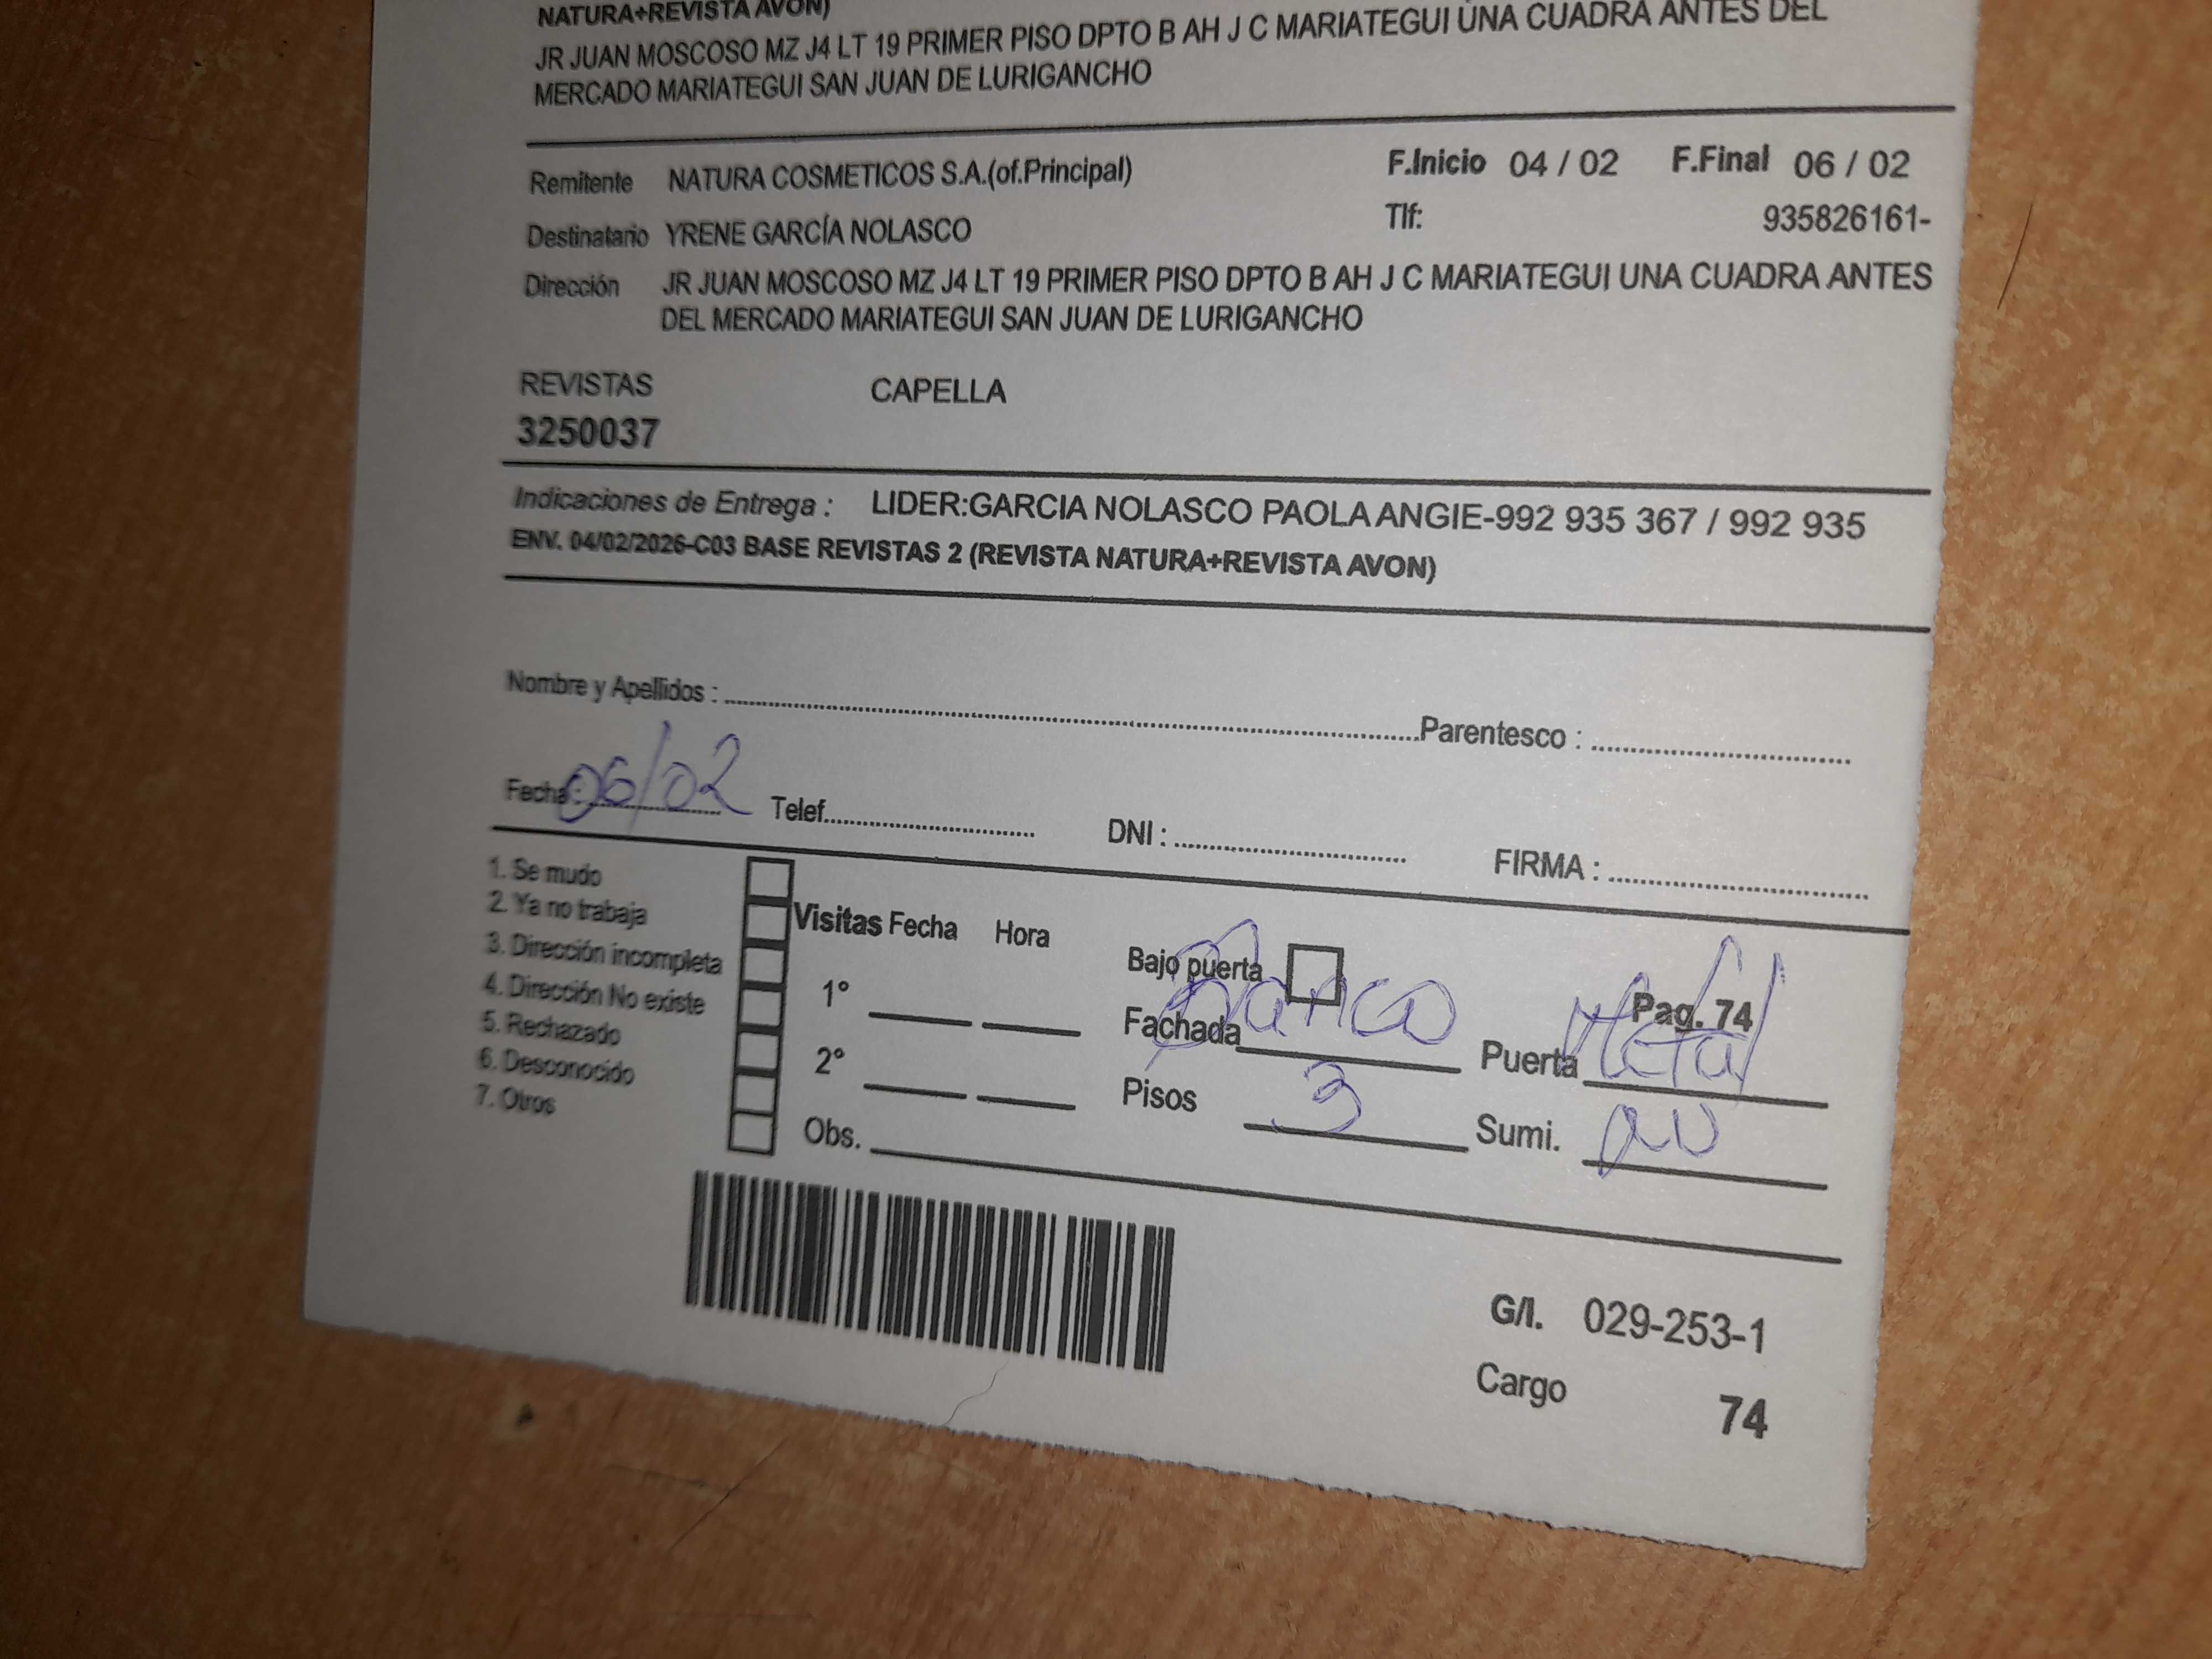 NATURA+REVISTA AVON)
JR JUAN MOSCOSO MZ J4 LT 19 PRIMER PISO DPTO B AH J C MARIATEGUI UNA CUADRA ANTES DEL
MERCADO MARIATEGUI SAN JUAN DE LURIGANCHO
Remitente NATURA COSMETICOS S.A.(of.Principal) F.Inicio 04 / 02 F.Final 06 / 02
Destinatario YRENE GARCÍA NOLASCO Tlf: 935826161-
Dirección JR JUAN MOSCOSO MZ J4 LT 19 PRIMER PISO DPTO B AH J C MARIATEGUI UNA CUADRA ANTES
DEL MERCADO MARIATEGUI SAN JUAN DE LURIGANCHO
REVISTAS CAPELLA
3250037
Indicaciones de Entrega : LIDER:GARCIA NOLASCO PAOLA ANGIE-992 935 367 / 992 935
ENV. 04/02/2026-C03 BASE REVISTAS 2 (REVISTA NATURA+REVISTA AVON)
Nombre y Apellidos : Parentesco :
Fecha : 06/02 Telef. DNI : FIRMA :
1. Se mudo
2. Ya no trabaja
3. Dirección incompleta
4. Dirección No existe
5. Rechazado
6. Desconocido
7. Otros
Visitas Fecha Hora
1°
2°
Obs.
Bajo puerta
Pag. 74
Fachada Blanco Puerta Metal
Pisos 3 Sumi.
G/I. 029-253-1
Cargo 74